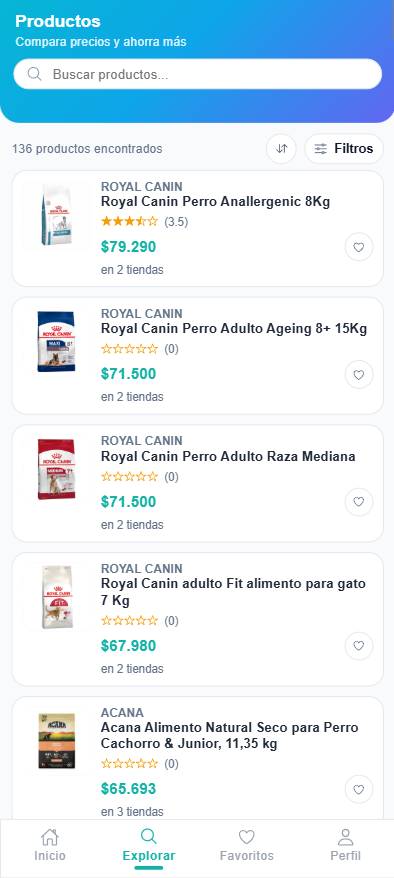 Productos
Compara precios y ahorra más
Buscar productos...
136 productos encontrados
Filtros
ROYAL CANIN
Royal Canin Perro Anallergenic 8Kg
(3.5)
$79.290
en 2 tiendas
ROYAL CANIN
Royal Canin Perro Adulto Ageing 8+ 15Kg
(0)
$71.500
en 2 tiendas
ROYAL CANIN
Royal Canin Perro Adulto Raza Mediana
(0)
$71.500
en 2 tiendas
ROYAL CANIN
Royal Canin adulto Fit alimento para gato
7 Kg
(0)
$67.980
en 2 tiendas
ACANA
Acana Alimento Natural Seco para Perro
Cachorro & Junior, 11,35 kg
(0)
$65.693
en 3 tiendas
Inicio
Explorar
Favoritos
Perfil